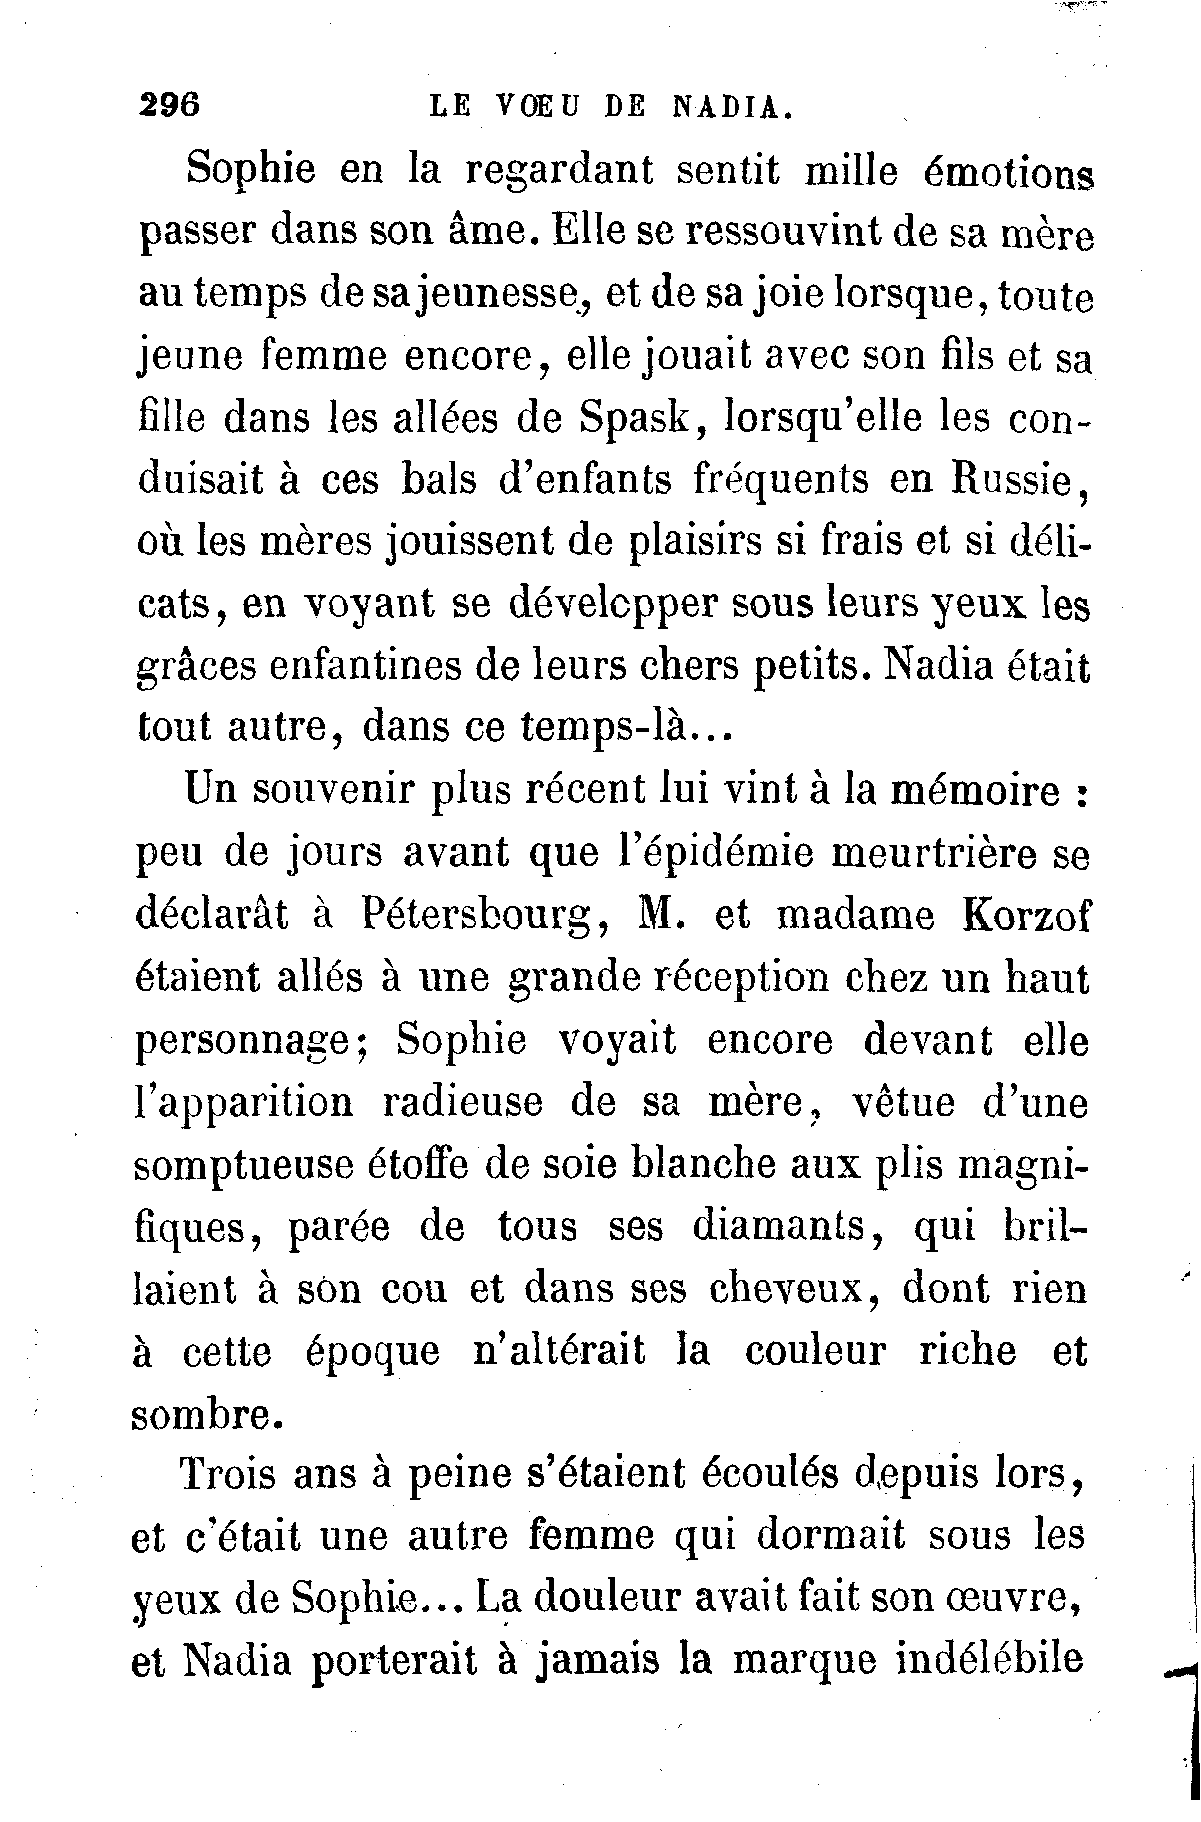 296 LE VŒU DE NADIA.
Sophie en la regardant sentit mille émotions
passer dans son âme. Elle se ressouvint de sa mère
au temps de sa jeunesse, et de sa joie lorsque, toute
jeune femme encore, elle jouait avec son fils et sa
fille dans les allées de Spask, lorsqu'elle les con-
duisait à ces bals d'enfants fréquents en Russie,
où les mères jouissent de plaisirs si frais et si déli-
cats, en voyant se développer sous leurs yeux les
grâces enfantines de leurs chers petits. Nadia était
tout autre, dans ce temps-là...
Un souvenir plus récent lui vint à la mémoire :
peu de jours avant que l'épidémie meurtrière se
déclarât à Pétersbourg, M. et madame Korzof
étaient allés à une grande réception chez un haut
personnage; Sophie voyait encore devant elle
l'apparition radieuse de sa mère, vêtue d'une
somptueuse étoffe de soie blanche aux plis magni-
fiques, parée de tous ses diamants, qui bril-
laient à son cou et dans ses cheveux, dont rien
à cette époque n'altérait la couleur riche et
sombre.
Trois ans à peine s'étaient écoulés depuis lors,
et c'était une autre femme qui dormait sous les
yeux de Sophie... La douleur avait fait son œuvre,
et Nadia porterait à jamais la marque indélébile